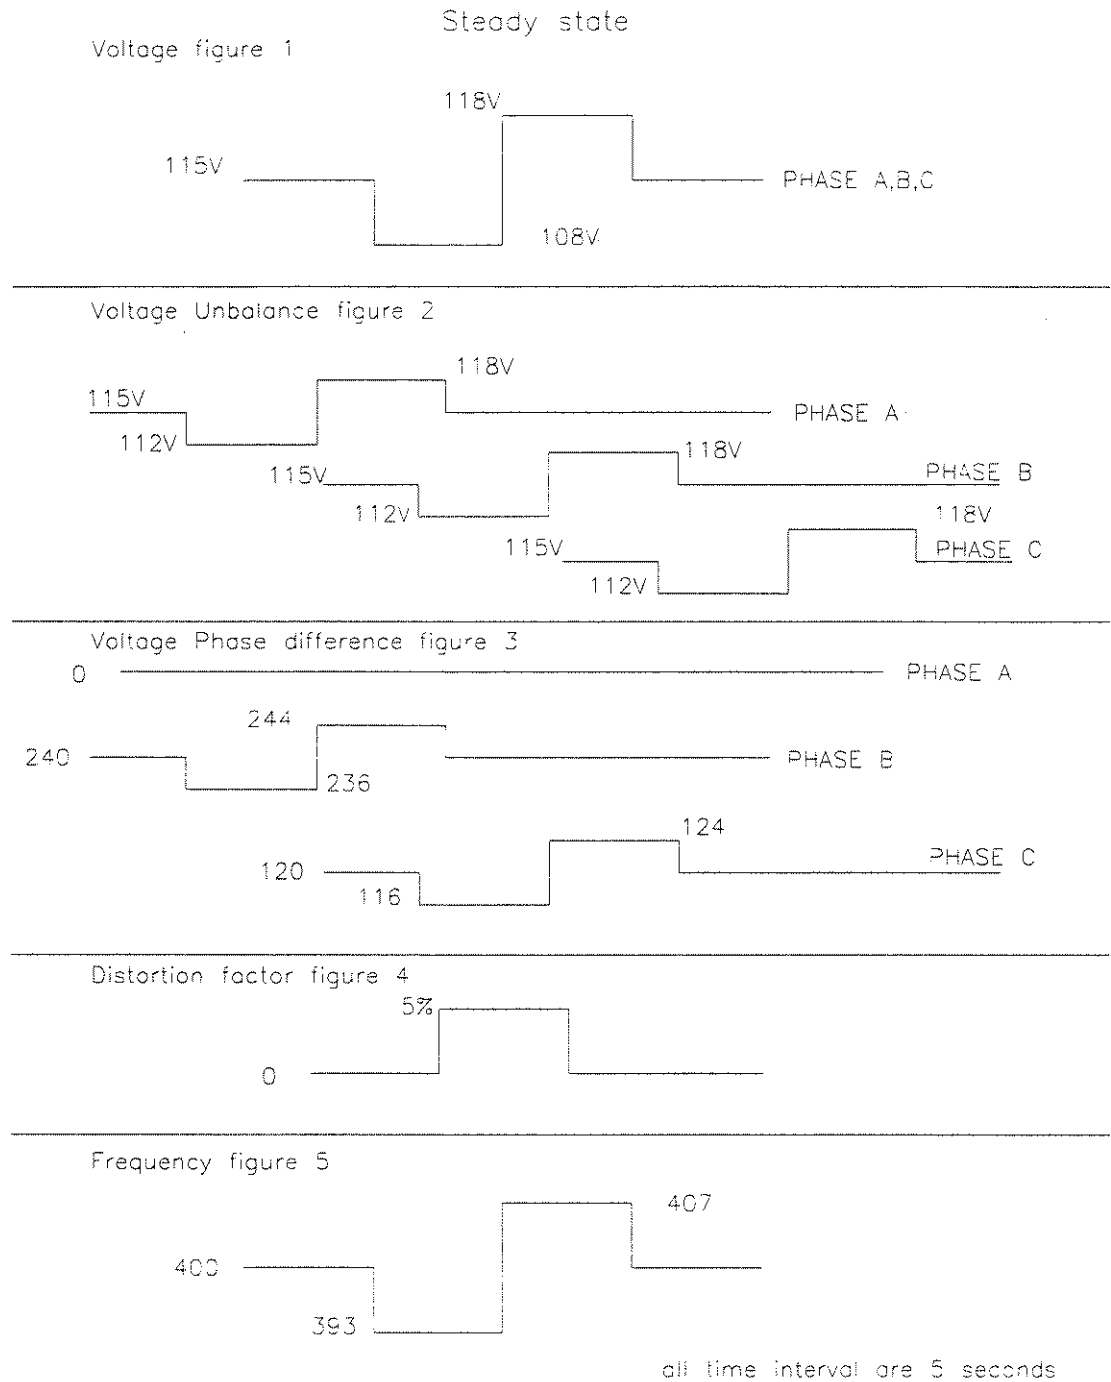 Steady state
Voltage figure 1
118V
115V
PHASE A,B,C
108V
Voltage Unbalance figure 2
118V
115V
PHASE A
112V
118V
115V
PHASE B
112V
118V
115V
PHASE C
112V
Voltage Phase difference figure 3
0
PHASE A
244
240
PHASE B
236
124
PHASE C
120
116
Distortion factor figure 4
5%
0
Frequency figure 5
407
400
393
all time interval are 5 seconds